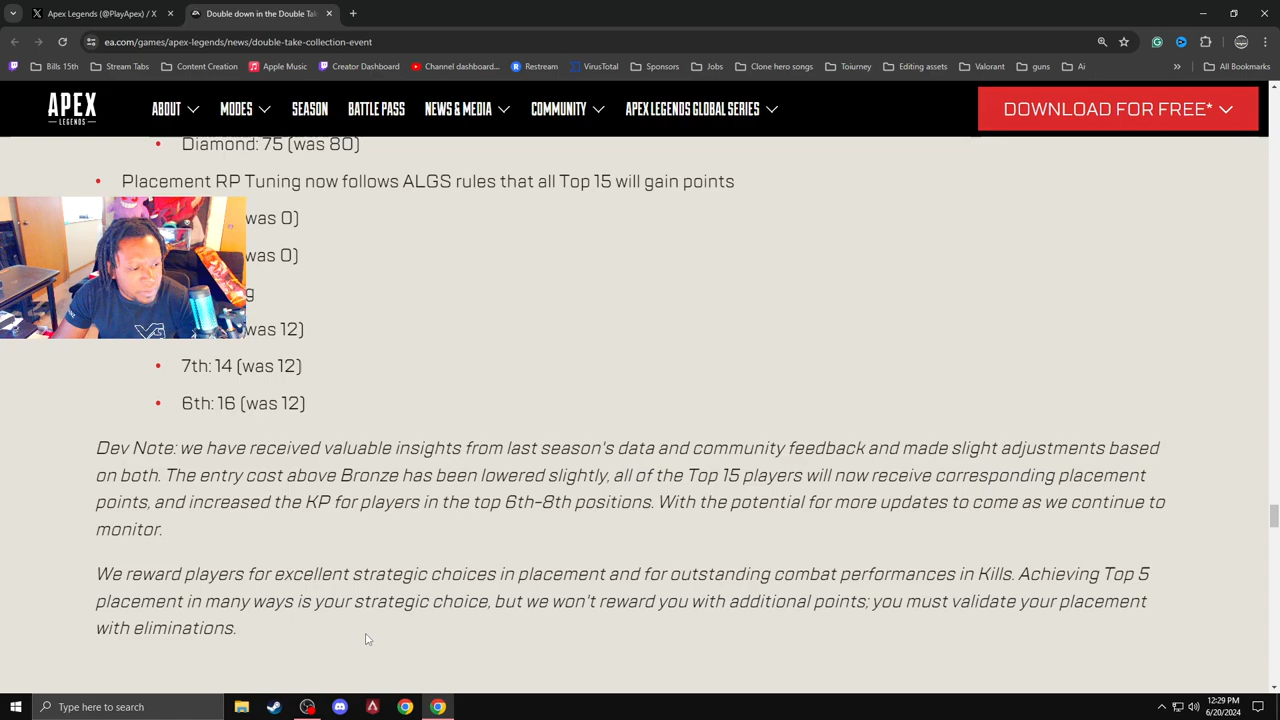 Apex Legends (@PlayApex) / X
Double down in the Double Ta
ea.com/games/apex-legends/news/double-take-collection-event
Bills 15th
Stream Tabs
Content Creation
Apple Music
Creator Dashboard
Channel dashboard...
Restream
VirusTotal
Sponsors
Jobs
Clone hero songs
Toiurney
Editing assets
Valorant
guns
Ai
»
All Bookmarks
APEX
LEGENDS
ABOUT
MODES
SEASON
BATTLE PASS
NEWS & MEDIA
COMMUNITY
APEX LEGENDS GLOBAL SERIES
DOWNLOAD FOR FREE*
• Diamond: 75 (was 80)
• Placement RP Tuning now follows ALGS rules that all Top 15 will gain points
was 0)
(was 0)
g
was 12)
• 7th: 14 (was 12)
• 6th: 16 (was 12)
Dev Note: we have received valuable insights from last season's data and community feedback and made slight adjustments based
on both. The entry cost above Bronze has been lowered slightly, all of the Top 15 players will now receive corresponding placement
points, and increased the KP for players in the top 6th-8th positions. With the potential for more updates to come as we continue to
monitor.
We reward players for excellent strategic choices in placement and for outstanding combat performances in Kills. Achieving Top 5
placement in many ways is your strategic choice, but we won't reward you with additional points; you must validate your placement
with eliminations.
Type here to search
12:29 PM
6/20/2024